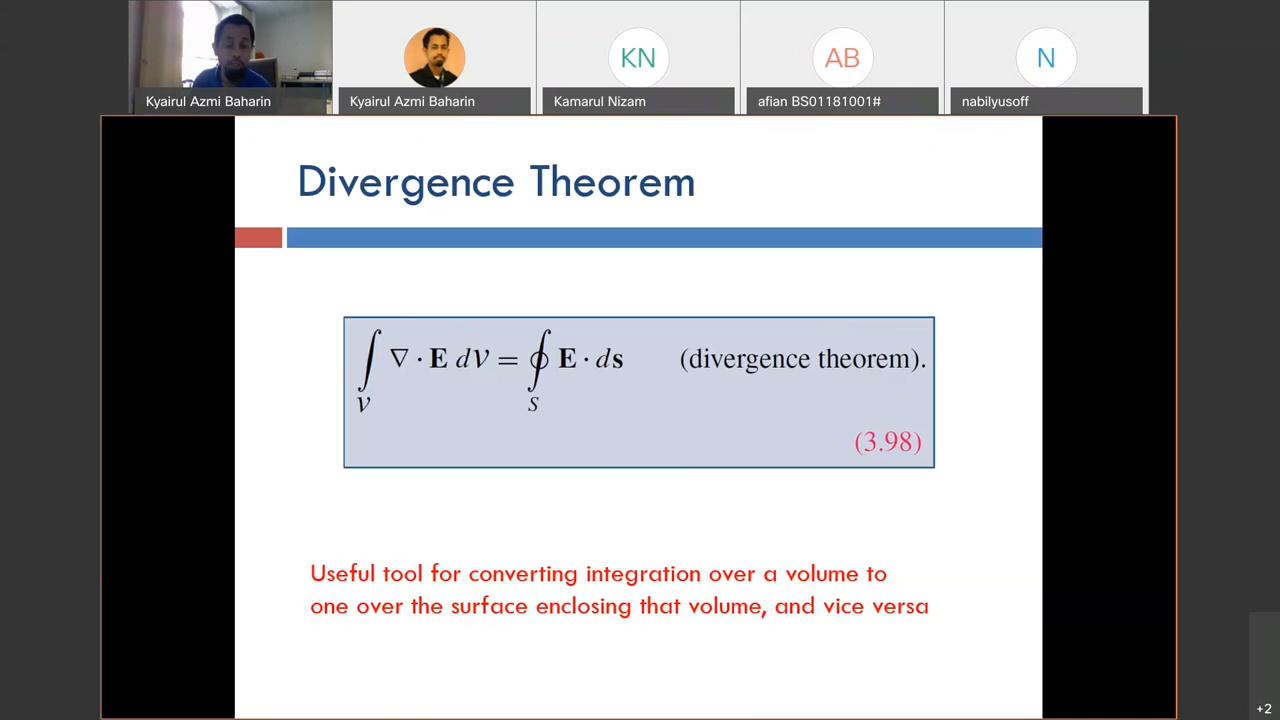 KN
AB
N
Kyairul Azmi Baharin
Kyairul Azmi Baharin
Kamarul Nizam
afian BS01181001#
nabilyusoff
Divergence Theorem
∫_V ∇ · E dV = ∮_S E · ds (divergence theorem).
(3.98)
Useful tool for converting integration over a volume to
one over the surface enclosing that volume, and vice versa
+2